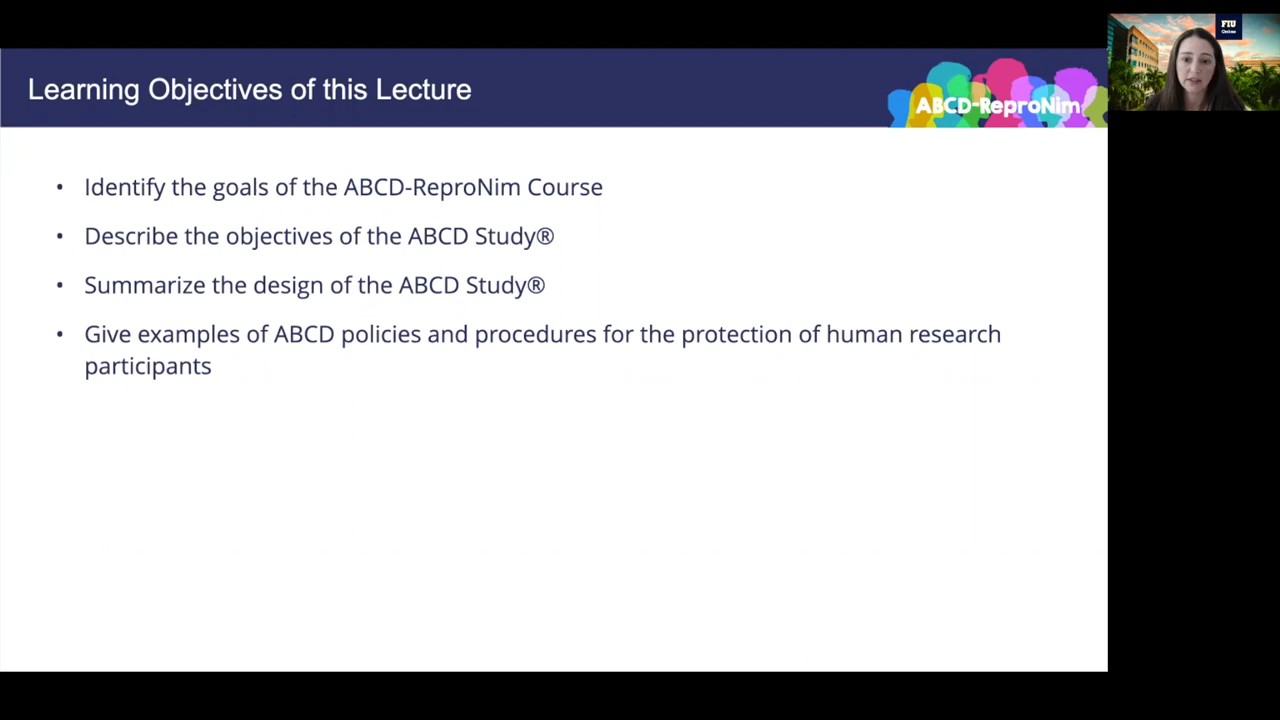 Learning Objectives of this Lecture
ABCD-ReproNim
FIU
Online
• Identify the goals of the ABCD-ReproNim Course
• Describe the objectives of the ABCD Study®
• Summarize the design of the ABCD Study®
• Give examples of ABCD policies and procedures for the protection of human research
participants